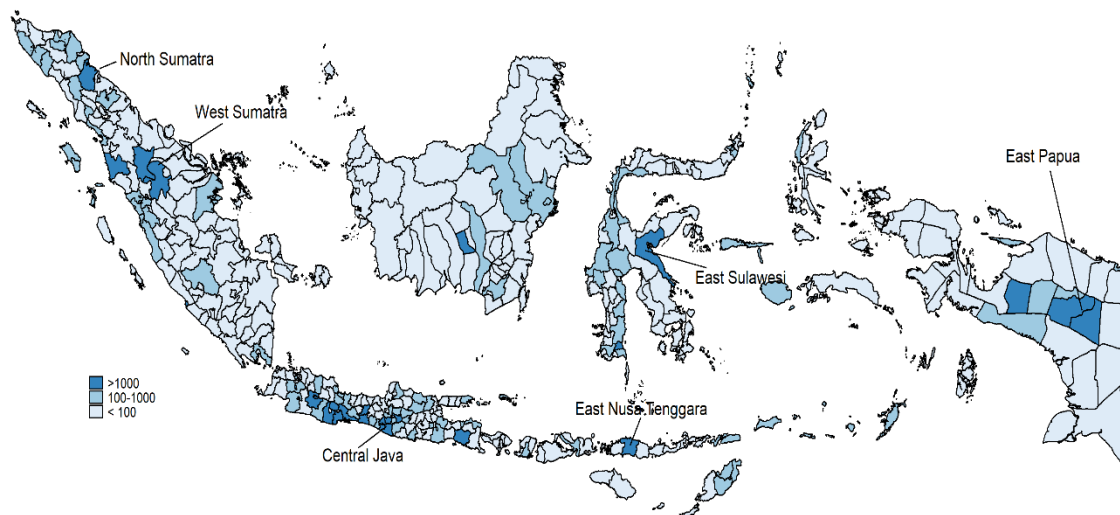 North Sumatra
West Sumatra
East Papua
East Sulawesi
>1000
100-1000
< 100
East Nusa Tenggara
Central Java